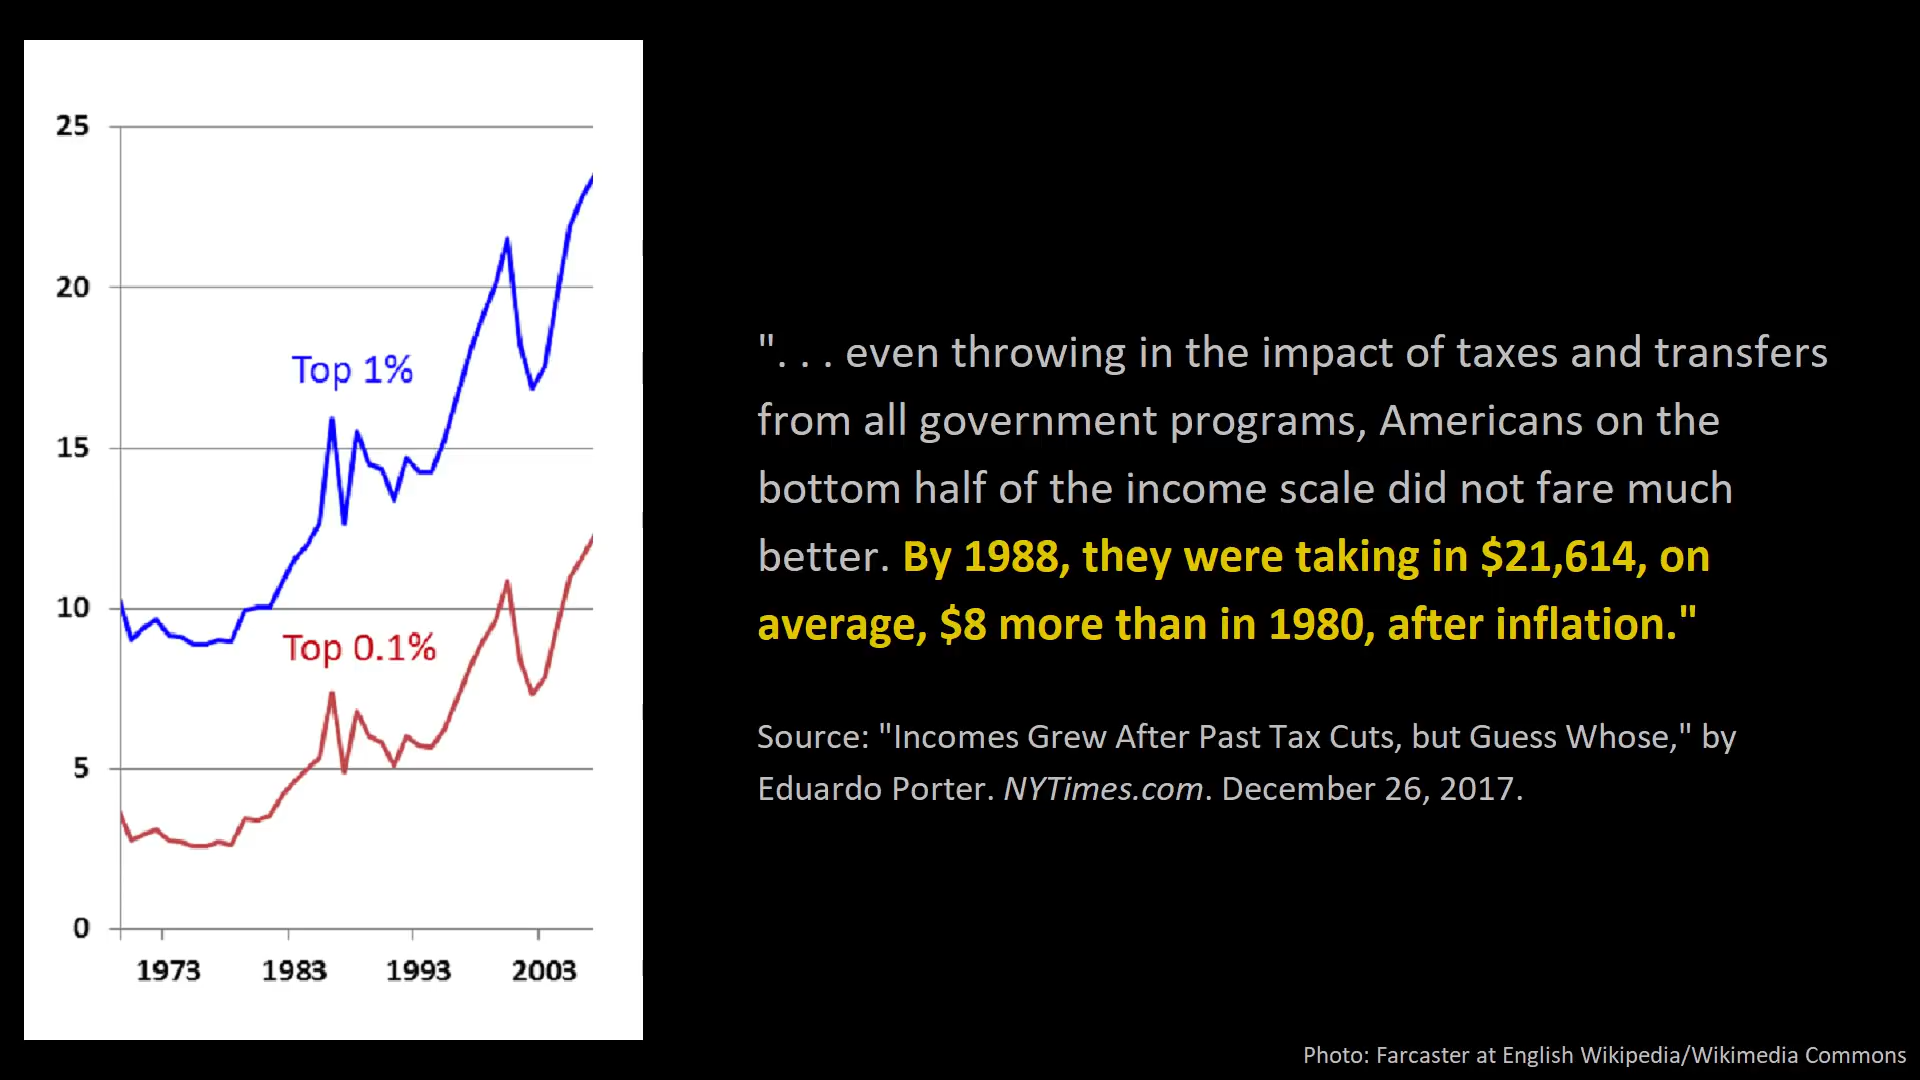 25
20
Top 1%
15
10
Top 0.1%
5
0
1973 1983 1993 2003
". . . even throwing in the impact of taxes and transfers
from all government programs, Americans on the
bottom half of the income scale did not fare much
better. By 1988, they were taking in $21,614, on
average, $8 more than in 1980, after inflation."
Source: "Incomes Grew After Past Tax Cuts, but Guess Whose," by
Eduardo Porter. NYTimes.com. December 26, 2017.
Photo: Farcaster at English Wikipedia/Wikimedia Commons